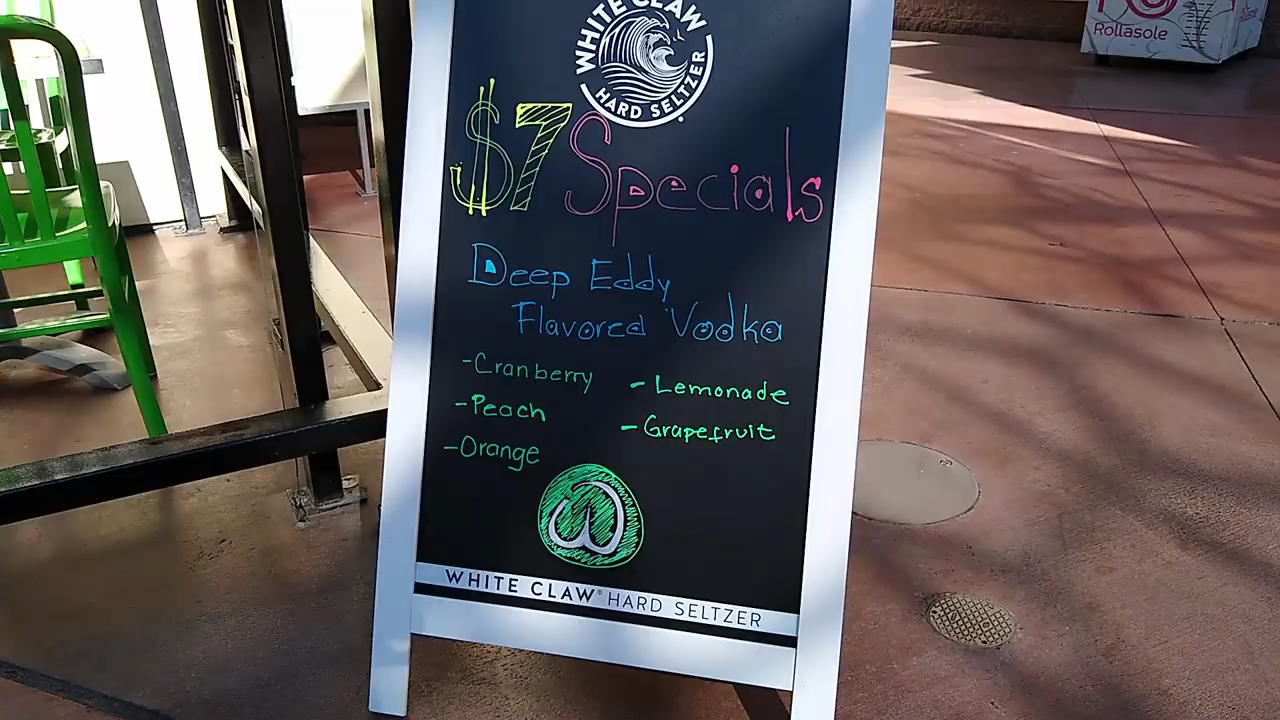 WHITE CLAW
HARD SELTZER
$7 Specials
Deep Eddy
Flavored Vodka
-Cranberry
-Peach
-Orange
- Lemonade
- Grapefruit
WHITE CLAW® HARD SELTZER
Rollasole